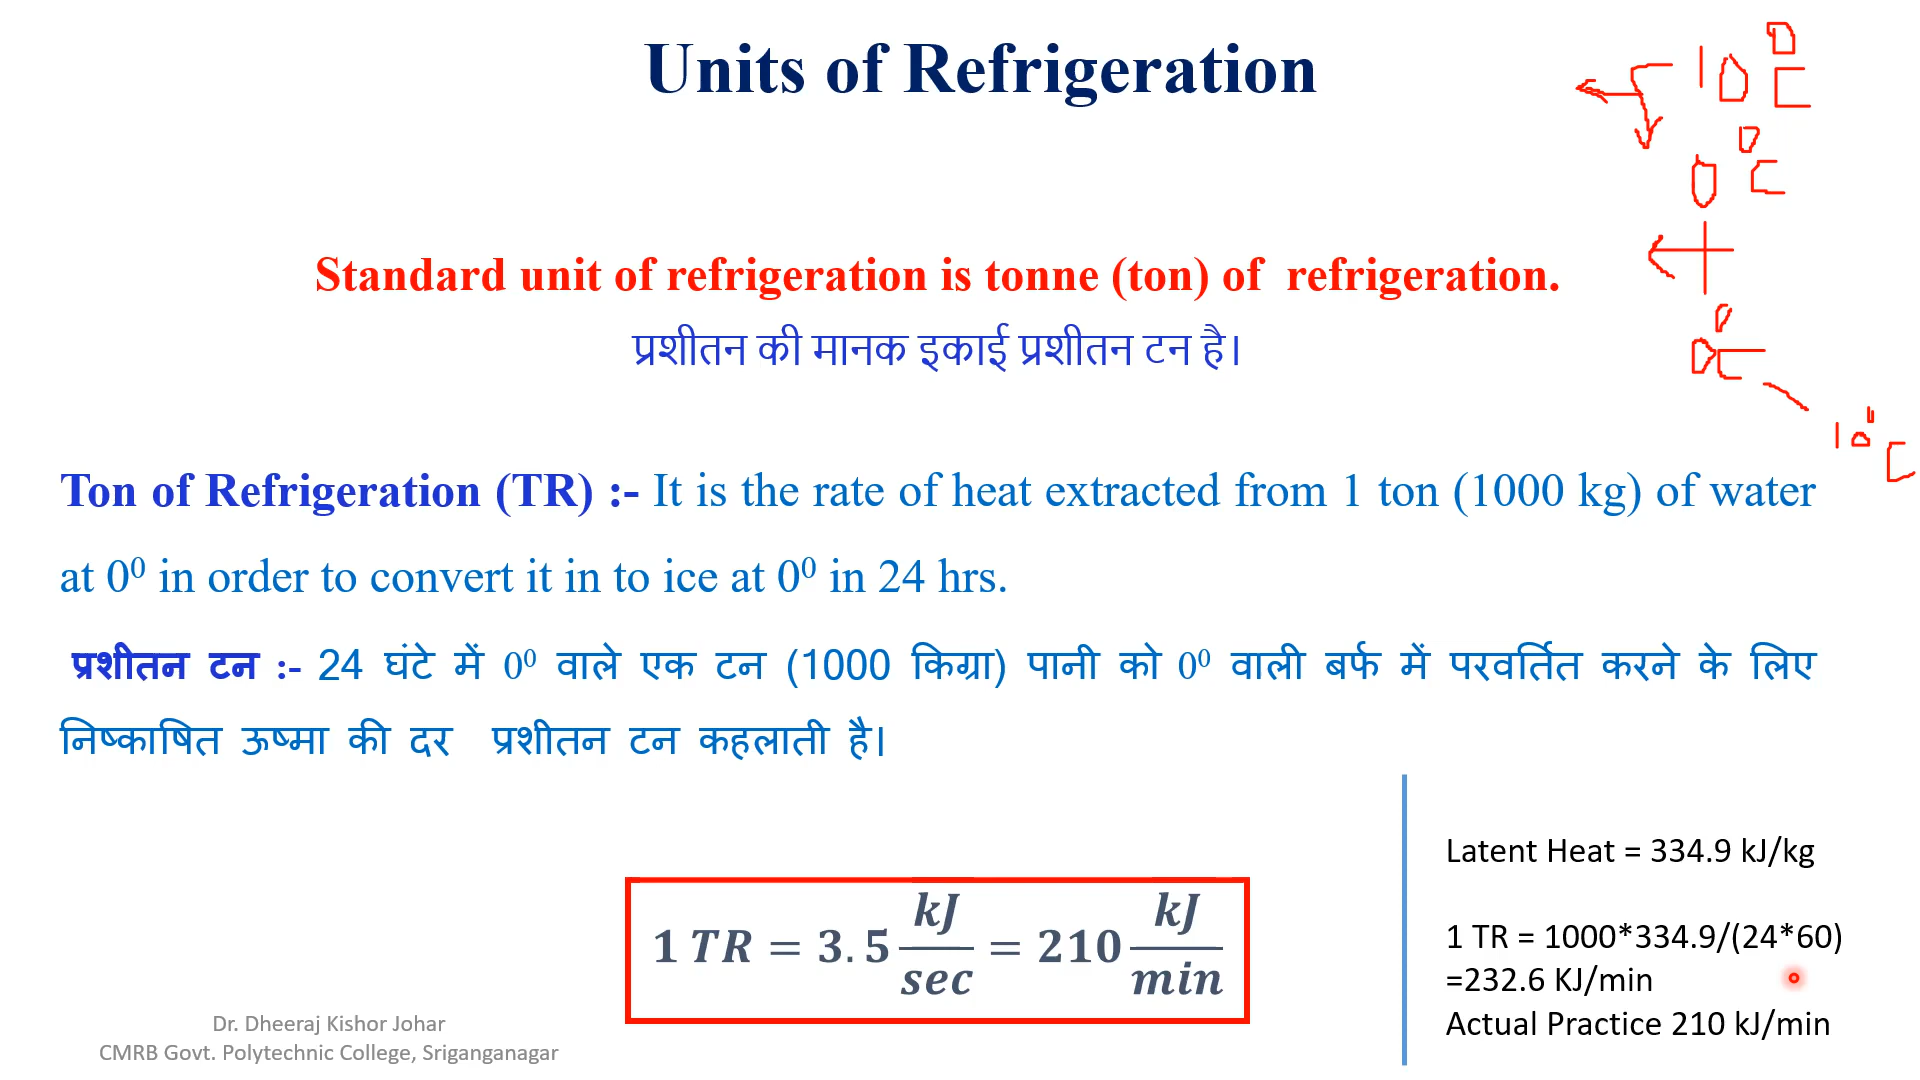 Units of Refrigeration
10°C
0°C
Standard unit of refrigeration is tonne (ton) of refrigeration.
प्रशीतन की मानक इकाई प्रशीतन टन है।
0°C
10°C
Ton of Refrigeration (TR) :- It is the rate of heat extracted from 1 ton (1000 kg) of water
at 0⁰ in order to convert it in to ice at 0⁰ in 24 hrs.
प्रशीतन टन :- 24 घंटे में 0⁰ वाले एक टन (1000 किग्रा) पानी को 0⁰ वाली बर्फ में परवर्तित करने के लिए
निष्काषित ऊष्मा की दर प्रशीतन टन कहलाती है।
1 TR = 3.5 kJ/sec = 210 kJ/min
Latent Heat = 334.9 kJ/kg
1 TR = 1000*334.9/(24*60)
=232.6 KJ/min
Actual Practice 210 kJ/min
Dr. Dheeraj Kishor Johar
CMRB Govt. Polytechnic College, Sriganganagar